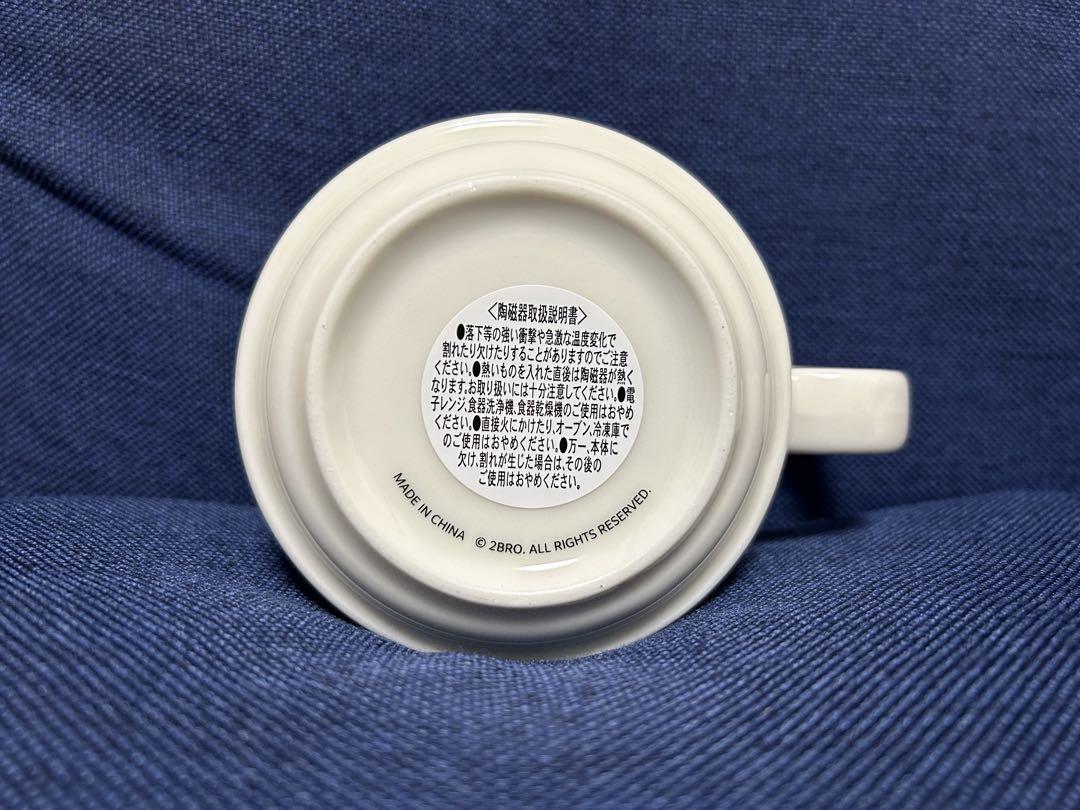 〈陶磁器取扱説明書〉
●落下等の強い衝撃や急激な温度変化で
割れたり欠けたりすることがありますのでご注意
ください。●熱いものを入れた直後は陶磁器が熱く
なります。お取り扱いには十分注意してください。●電
子レンジ、食器洗浄機、食器乾燥機のご使用はおやめ
ください。●直接火にかけたり、オーブン、冷凍庫で
のご使用はおやめください。●万一、本体に
欠け、割れが生じた場合は、その後の
ご使用はおやめください。
MADE IN CHINA © 2BRO. ALL RIGHTS RESERVED.